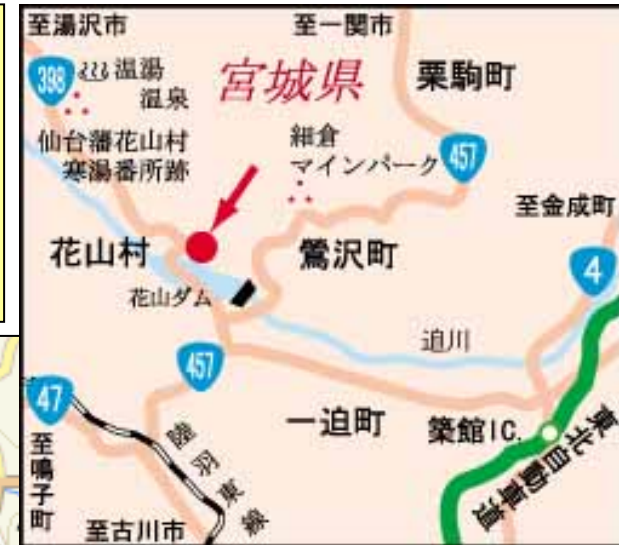 至湯沢市
至一関市
398
温湯
温泉
宮城県
栗駒町
仙台藩花山村
寒湯番所跡
細倉
マインパーク
457
至金成町
花山村
鶯沢町
4
花山ダム
迫川
457
47
一迫町
築館IC.
東北自動車道
陸羽東線
至鳴子町
至古川市